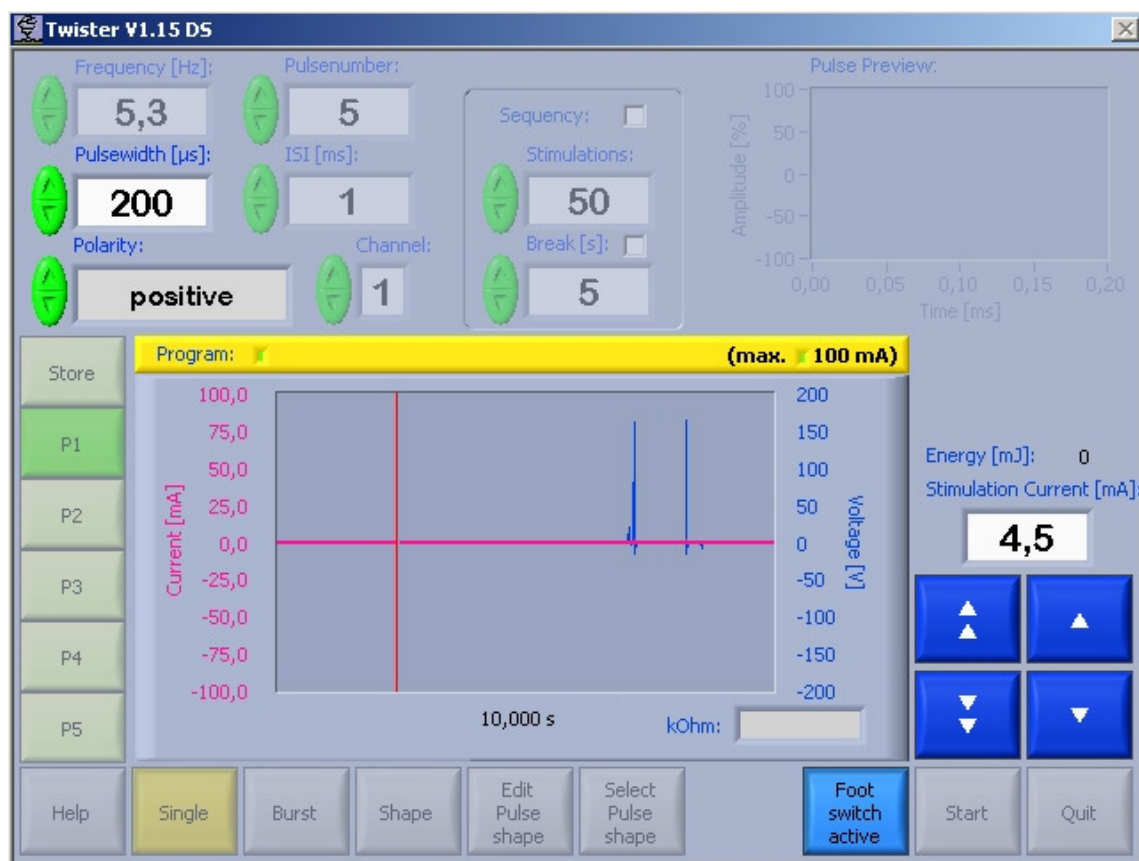 Twister V1.15 DS
Frequency [Hz]:
5,3
Pulsenumber:
5
Pulsewidth [µs]:
200
ISI [ms]:
1
Polarity:
positive
Channel:
1
Sequency:
Stimulations:
50
Break [s]:
5
Pulse Preview:
Amplitude [%]
100
50
0
-50
-100
0,00 0,05 0,10 0,15 0,20
Time [ms]
Store
P1
P2
P3
P4
P5
Program:
(max. 100 mA)
Current [mA]
100,0
75,0
50,0
25,0
0,0
-25,0
-50,0
-75,0
-100,0
200
150
100
50
0
-50
-100
-150
-200
Voltage [V]
10,000 s
kOhm:
Energy [mJ]: 0
Stimulation Current [mA]:
4,5
Help
Single
Burst
Shape
Edit
Pulse
shape
Select
Pulse
shape
Foot
switch
active
Start
Quit